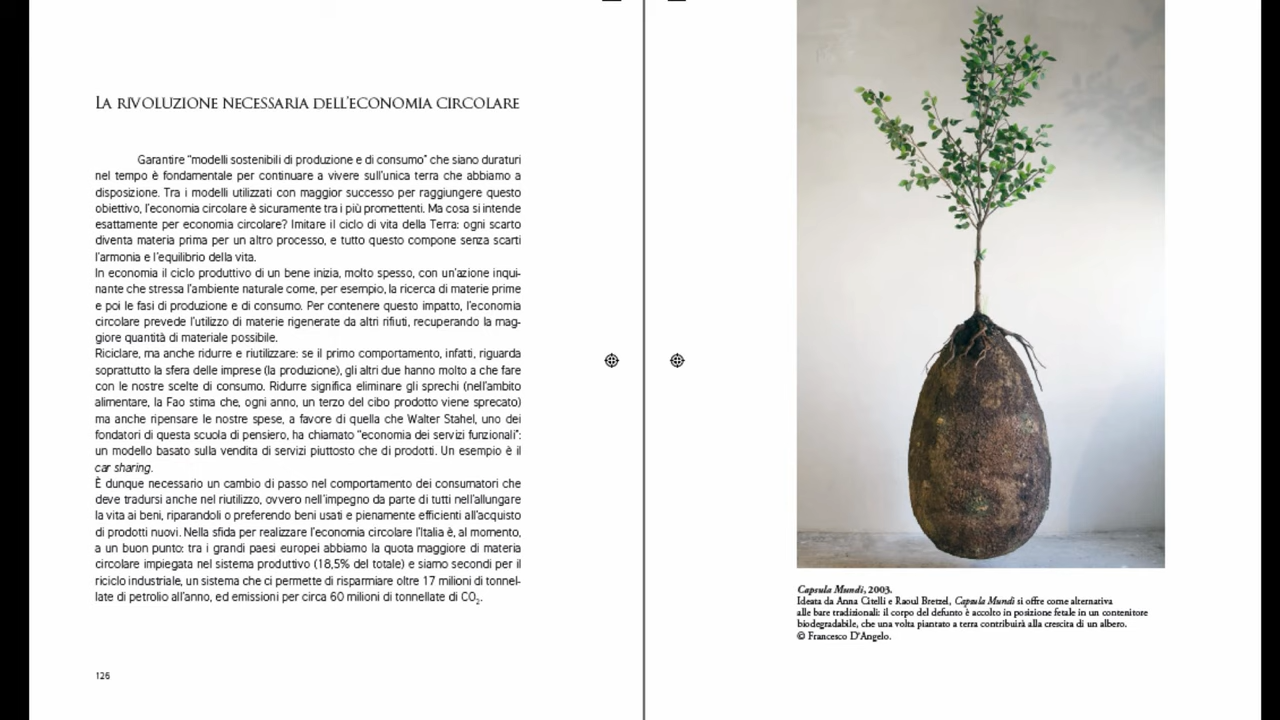 La rivoluzione necessaria dell'economia circolare
Garantire "modelli sostenibili di produzione e di consumo" che siano duraturi
nel tempo è fondamentale per continuare a vivere sull'unica terra che abbiamo a
disposizione. Tra i modelli utilizzati con maggior successo per raggiungere questo
obiettivo, l'economia circolare è sicuramente tra i più promettenti. Ma cosa si intende
esattamente per economia circolare? Imitare il ciclo di vita della Terra: ogni scarto
diventa materia prima per un altro processo, e tutto questo compone senza scarti
l'armonia e l'equilibrio della vita.
In economia il ciclo produttivo di un bene inizia, molto spesso, con un'azione inqui-
nante che stressa l'ambiente naturale come, per esempio, la ricerca di materie prime
e poi le fasi di produzione e di consumo. Per contenere questo impatto, l'economia
circolare prevede l'utilizzo di materie rigenerate da altri rifiuti, recuperando la mag-
giore quantità di materiale possibile.
Riciclare, ma anche ridurre e riutilizzare: se il primo comportamento, infatti, riguarda
soprattutto la sfera delle imprese (la produzione), gli altri due hanno molto a che fare
con le nostre scelte di consumo. Ridurre significa eliminare gli sprechi (nell'ambito
alimentare, la Fao stima che, ogni anno, un terzo del cibo prodotto viene sprecato)
ma anche ripensare le nostre spese, a favore di quella che Walter Stahel, uno dei
fondatori di questa scuola di pensiero, ha chiamato "economia dei servizi funzionali":
un modello basato sulla vendita di servizi piuttosto che di prodotti. Un esempio è il
car sharing.
È dunque necessario un cambio di passo nel comportamento dei consumatori che
deve tradursi anche nel riutilizzo, ovvero nell'impegno da parte di tutti nell'allungare
la vita ai beni, riparandoli o preferendo beni usati e pienamente efficienti all'acquisto
di prodotti nuovi. Nella sfida per realizzare l'economia circolare l'Italia è, al momento,
a un buon punto: tra i grandi paesi europei abbiamo la quota maggiore di materia
circolare impiegata nel sistema produttivo (18,5% del totale) e siamo secondi per il
riciclo industriale, un sistema che ci permette di risparmiare oltre 17 milioni di tonnel-
late di petrolio all'anno, ed emissioni per circa 60 milioni di tonnellate di CO₂.
126
Capsula Mundi, 2003.
Ideata da Anna Citelli e Raoul Bretzel, Capsula Mundi si offre come alternativa
alle bare tradizionali: il corpo del defunto è accolto in posizione fetale in un contenitore
biodegradabile, che una volta piantato a terra contribuirà alla crescita di un albero.
© Francesco D'Angelo.